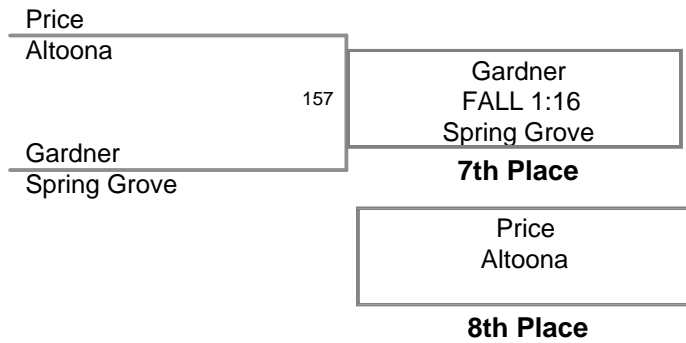 Price
Altoona
157
Gardner
Spring Grove
Gardner
FALL 1:16
Spring Grove
7th Place
Price
Altoona
8th Place